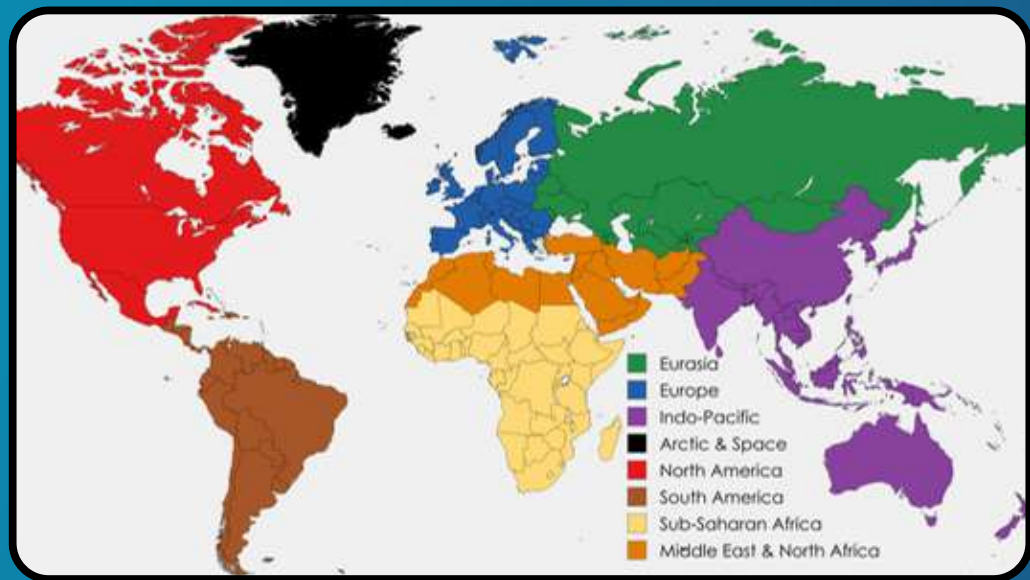 Eurasia
Europe
Indo-Pacific
Arctic & Space
North America
South America
Sub-Saharan Africa
Middle East & North Africa